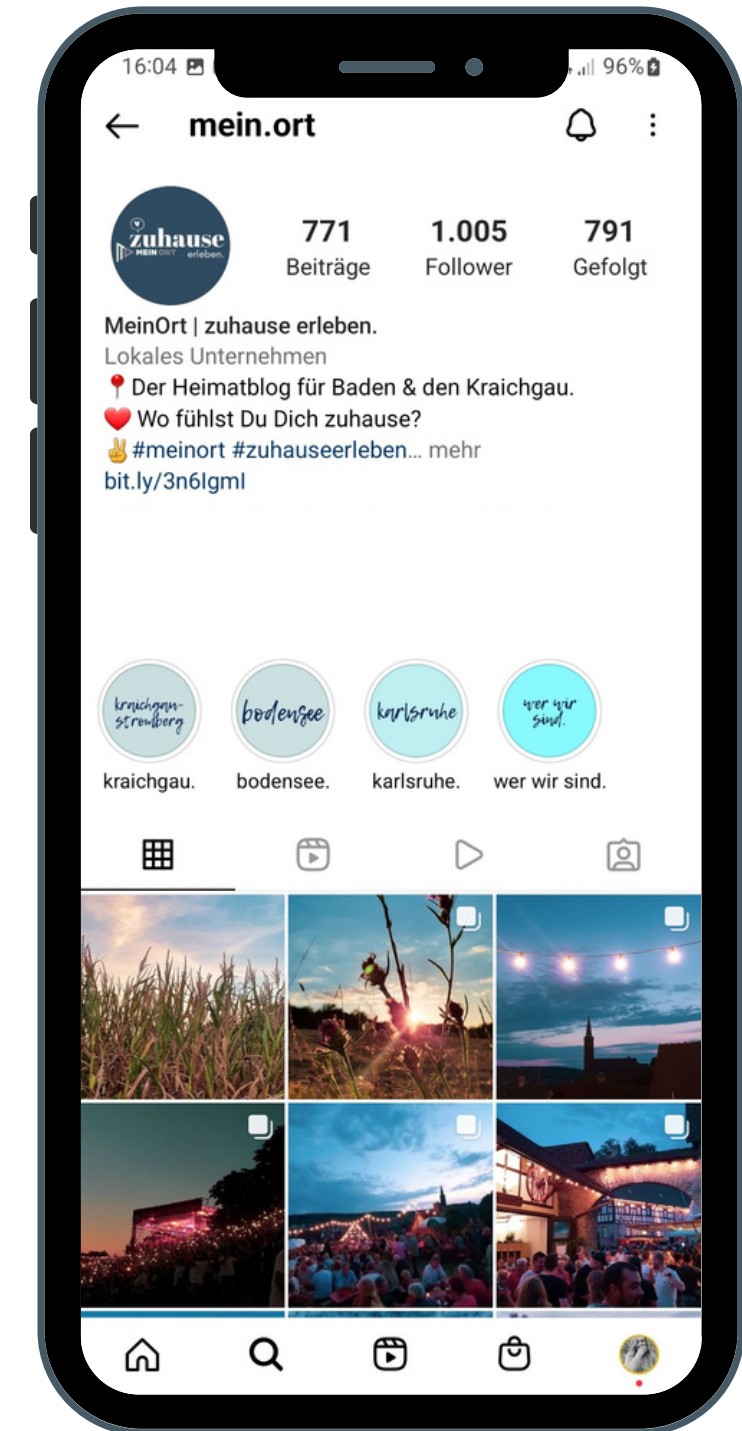 16:04
96%
mein.ort
zuhause
MEIN ORT erleben.
771 1.005 791
Beiträge Follower Gefolgt
MeinOrt | zuhause erleben.
Lokales Unternehmen
📍 Der Heimatblog für Baden & den Kraichgau.
❤️ Wo fühlst Du Dich zuhause?
✌️ #meinort #zuhauseerleben... mehr
bit.ly/3n6IgmI
kraichgau-
stromberg
bodensee
karlsruhe
wer wir
sind.
kraichgau. bodensee. karlsruhe. wer wir sind.